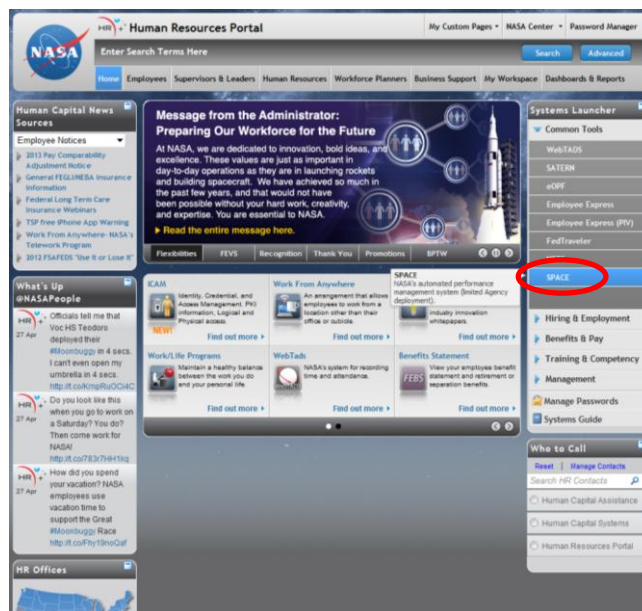 HR Human Resources Portal
My Custom Pages
NASA Center
Password Manager
NASA
Enter Search Terms Here
Search
Advanced
Home
Employees
Supervisors & Leaders
Human Resources
Workforce Planners
Business Support
My Workspace
Dashboards & Reports
Human Capital News
Sources
Employee Notices
2013 Pay Comparability
Adjustment Notice
General FEGLI/MEBA Insurance
Information
Federal Long Term Care
Insurance Webinars
TSP free iPhone App Warning
Work From Anywhere- NASA's
Telework Program
2012 FSAFEDS "Use it or Lose It"
What's Up
@NASAPeople
HR
27 Apr
Officials tell me that
Voc HS Teodoro
deployed their
#Moonbuggy in 4 secs.
I can't even open my
umbrella in 4 secs.
http://t.co/KmpRuOCi4C
HR
27 Apr
Do you look like this
when you go to work on
a Saturday? You do?
Then come work for
NASA!
http://t.co/783r7HH1kq
HR
27 Apr
How did you spend
your vacation? NASA
employees use
vacation time to
support the Great
#Moonbuggy Race
http://t.co/Fhy19noQaf
HR Offices
Message from the Administrator:
Preparing Our Workforce for the Future
At NASA, we are dedicated to innovation, bold ideas, and
excellence. These values are just as important in
day-to-day operations as they are in launching rockets
and building spacecraft. We have achieved so much in
the past few years, and that would not have
been possible without your hard work, creativity,
and expertise. You are essential to NASA.
Read the entire message here.
Flexibilities
FEVS
Recognition
Thank You
Promotions
BPTW
ICAM
Identity, Credential, and
Access Management, PKI
information, Logical and
Physical access.
NEW!
Find out more
Work From Anywhere
An arrangement that allows
employees to work from a
location other than their
office or cubicle.
Find out more
SPACE
NASA's automated performance
management system (limited Agency
deployment).
industry innovation
whitepapers.
Find out more
Work/Life Programs
Maintain a healthy balance
between the work you do
and your personal life.
Find out more
WebTads
NASA's system for recording
time and attendance.
Find out more
Benefits Statement
FEBS
View your employee benefit
statement and retirement or
separation benefits.
Find out more
Systems Launcher
Common Tools
WebTADS
SATERN
eOPF
Employee Express
Employee Express (PIV)
FedTraveler
SPACE
Hiring & Employment
Benefits & Pay
Training & Competency
Management
Manage Passwords
Systems Guide
Who to Call
Reset | Manage Contacts
Search HR Contacts
Human Capital Assistance
Human Capital Systems
Human Resources Portal